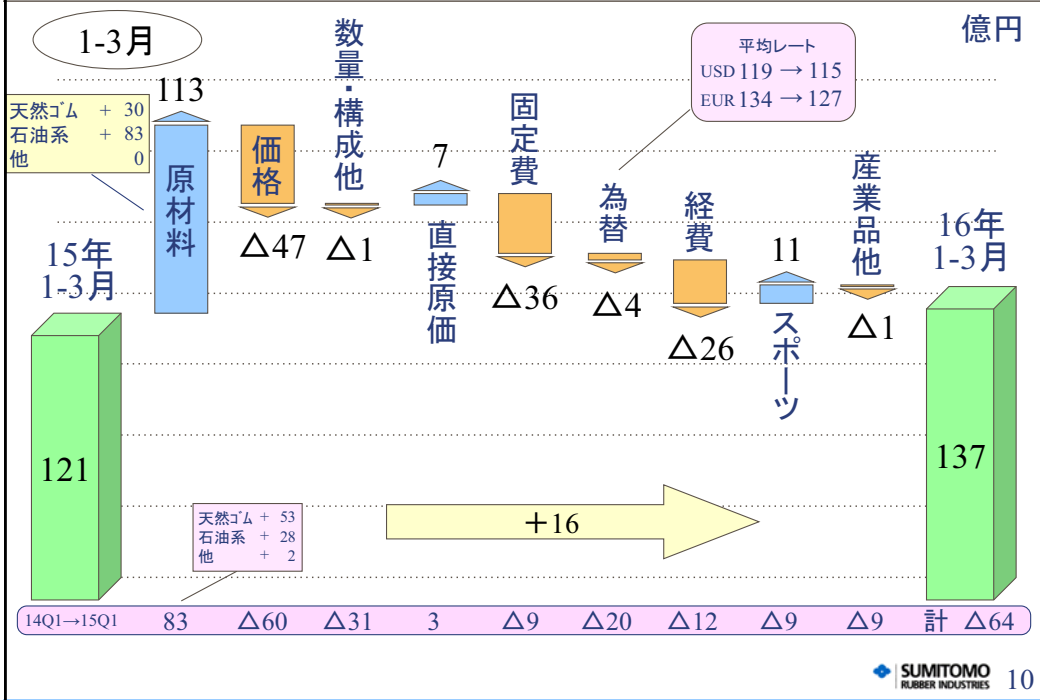 1-3月
億円
平均レート
USD 119 → 115
EUR 134 → 127
天然ｺﾞﾑ + 30
石油系 + 83
他 0
113
原材料
価格
△47
数量・構成他
△1
7
直接原価
固定費
△36
為替
△4
経費
△26
11
スポーツ
産業品他
△1
15年
1-3月
121
16年
1-3月
137
天然ｺﾞﾑ + 53
石油系 + 28
他 + 2
＋16
14Q1→15Q1 83 △60 △31 3 △9 △20 △12 △9 △9 計 △64
SUMITOMO
RUBBER INDUSTRIES
10